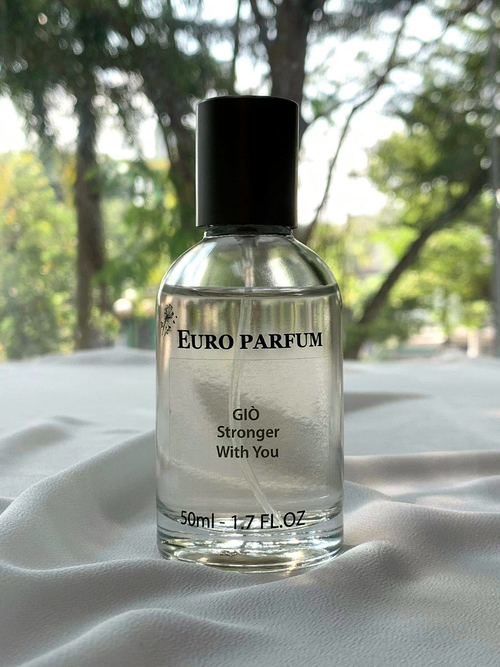 EURO PARFUM
GIÒ
Stronger
With You
50ml - 1.7 FL.OZ